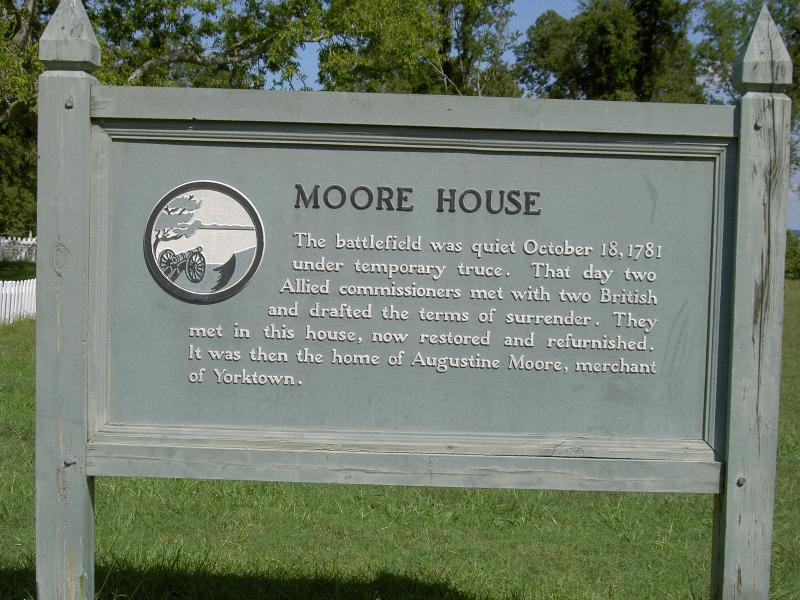 MOORE HOUSE
The battlefield was quiet October 18, 1781
under temporary truce. That day two
Allied commissioners met with two British
and drafted the terms of surrender. They
met in this house, now restored and refurnished.
It was then the home of Augustine Moore, merchant
of Yorktown.